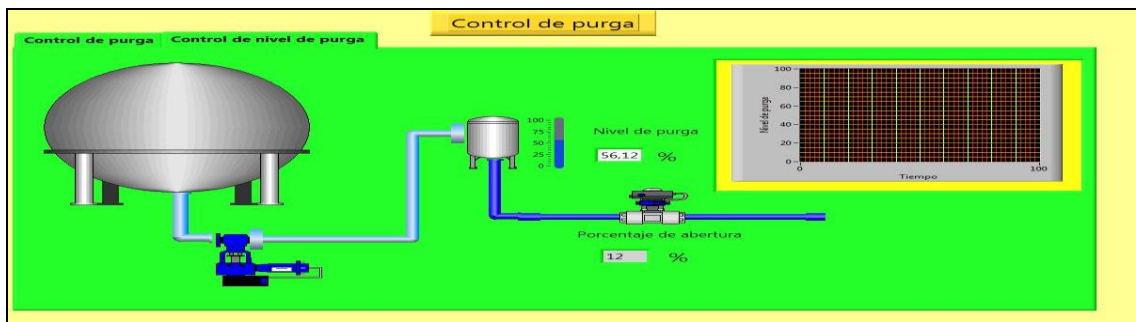 Control de purga
Control de purga
Control de nivel de purga
100
75
50
25
0
Nivel de purga
56,12 %
Porcentaje de abertura
12 %
Nivel de purga
100
80
60
40
20
0
0
100
Tiempo